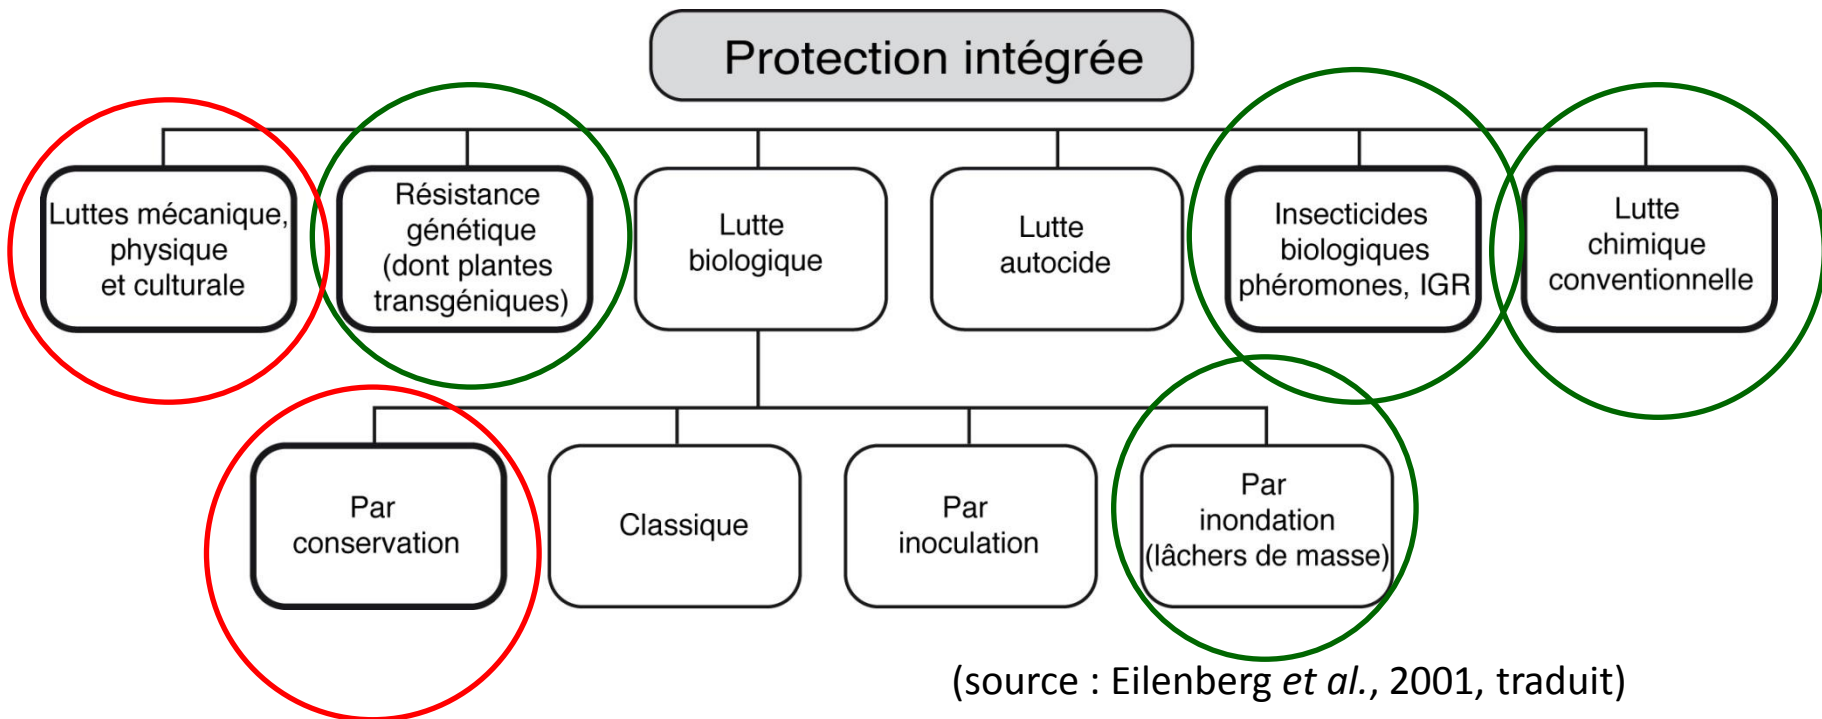 Protection intégrée
Luttes mécanique,
physique
et culturale
Résistance
génétique
(dont plantes
transgéniques)
Lutte
biologique
Lutte
autocide
Insecticides
biologiques
phéromones, IGR
Lutte
chimique
conventionnelle
Par
conservation
Classique
Par
inoculation
Par
inondation
(lâchers de masse)
(source : Eilenberg et al., 2001, traduit)